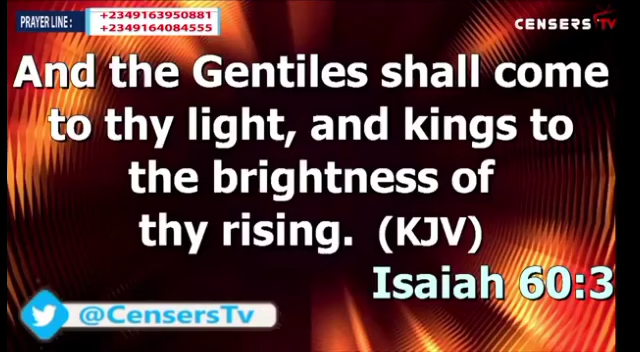 PRAYER LINE :
+2349163950881
+2349164084555
CENSERS TV
And the Gentiles shall come
to thy light, and kings to
the brightness of
thy rising. (KJV)
Isaiah 60:3
@CensersTv